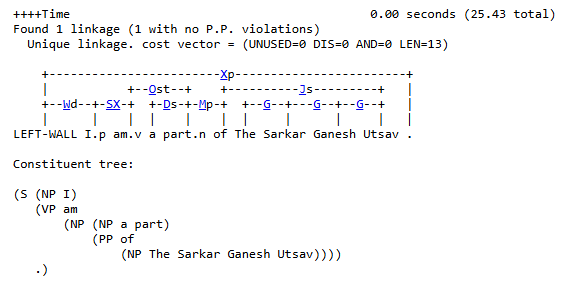 ++++Time                                          0.00 seconds (25.43 total)
Found 1 linkage (1 with no P.P. violations)
  Unique linkage. cost vector = (UNUSED=0 DIS=0 AND=0 LEN=13)
    +------------------------Xp------------------------+
    |           +--Ost--+    +----------Js---------+   |
    +--Wd--+-SX-+  +-Ds-+-Mp-+  +--G--+---G--+--G--+   |
    |      |    |  |    |    |  |     |      |     |   |
LEFT-WALL I.p am.v a part.n of The Sarkar Ganesh Utsav .
Constituent tree:
(S (NP I)
   (VP am
       (NP (NP a part)
           (PP of
               (NP The Sarkar Ganesh Utsav))))
   .)